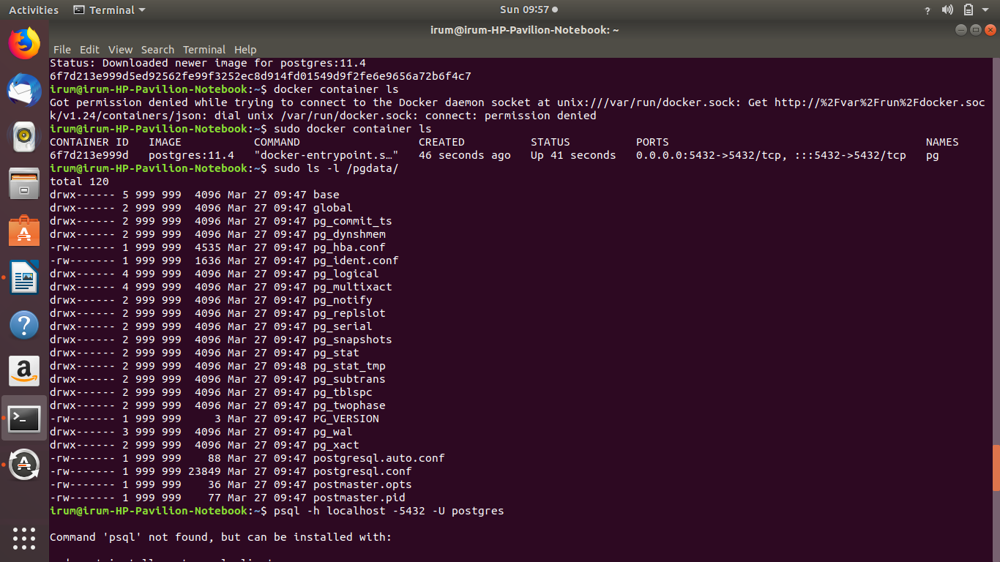 Activities Terminal Sun 09:57
irum@irum-HP-Pavilion-Notebook: ~
File Edit View Search Terminal Help
Status: Downloaded newer image for postgres:11.4
6f7d213e999d5ed92562fe99f3252ec8d914fd01549d9f2fe6e9656a72b6f4c7
irum@irum-HP-Pavilion-Notebook:~$ docker container ls
Got permission denied while trying to connect to the Docker daemon socket at unix:///var/run/docker.sock: Get http://%2Fvar%2Frun%2Fdocker.soc
k/v1.24/containers/json: dial unix /var/run/docker.sock: connect: permission denied
irum@irum-HP-Pavilion-Notebook:~$ sudo docker container ls
CONTAINER ID   IMAGE           COMMAND                  CREATED          STATUS          PORTS                                       NAMES
6f7d213e999d   postgres:11.4   "docker-entrypoint.s…"   46 seconds ago   Up 41 seconds   0.0.0.0:5432->5432/tcp, :::5432->5432/tcp   pg
irum@irum-HP-Pavilion-Notebook:~$ sudo ls -l /pgdata/
total 120
drwx------ 5 999 999  4096 Mar 27 09:47 base
drwx------ 2 999 999  4096 Mar 27 09:47 global
drwx------ 2 999 999  4096 Mar 27 09:47 pg_commit_ts
drwx------ 2 999 999  4096 Mar 27 09:47 pg_dynshmem
-rw------- 1 999 999  4535 Mar 27 09:47 pg_hba.conf
-rw------- 1 999 999  1636 Mar 27 09:47 pg_ident.conf
drwx------ 4 999 999  4096 Mar 27 09:47 pg_logical
drwx------ 4 999 999  4096 Mar 27 09:47 pg_multixact
drwx------ 2 999 999  4096 Mar 27 09:47 pg_notify
drwx------ 2 999 999  4096 Mar 27 09:47 pg_replslot
drwx------ 2 999 999  4096 Mar 27 09:47 pg_serial
drwx------ 2 999 999  4096 Mar 27 09:47 pg_snapshots
drwx------ 2 999 999  4096 Mar 27 09:47 pg_stat
drwx------ 2 999 999  4096 Mar 27 09:48 pg_stat_tmp
drwx------ 2 999 999  4096 Mar 27 09:47 pg_subtrans
drwx------ 2 999 999  4096 Mar 27 09:47 pg_tblspc
drwx------ 2 999 999  4096 Mar 27 09:47 pg_twophase
-rw------- 1 999 999     3 Mar 27 09:47 PG_VERSION
drwx------ 3 999 999  4096 Mar 27 09:47 pg_wal
drwx------ 2 999 999  4096 Mar 27 09:47 pg_xact
-rw------- 1 999 999    88 Mar 27 09:47 postgresql.auto.conf
-rw------- 1 999 999 23849 Mar 27 09:47 postgresql.conf
-rw------- 1 999 999    36 Mar 27 09:47 postmaster.opts
-rw------- 1 999 999    77 Mar 27 09:47 postmaster.pid
irum@irum-HP-Pavilion-Notebook:~$ psql -h localhost -5432 -U postgres
Command 'psql' not found, but can be installed with: